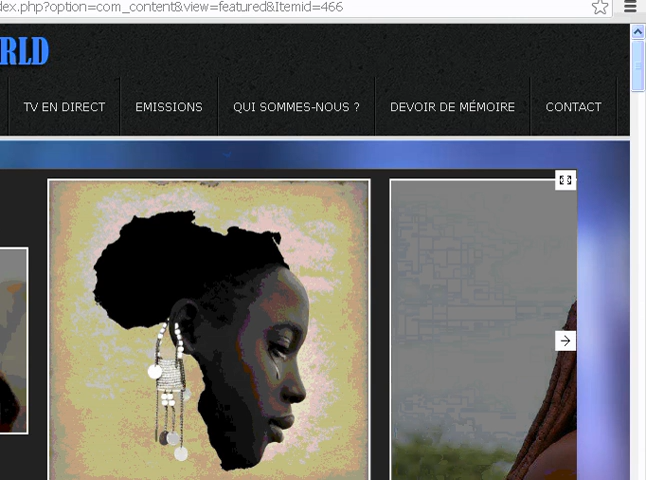 dex.php?option=com_content&view=featured&Itemid=466
RLD
TV EN DIRECT EMISSIONS QUI SOMMES-NOUS ? DEVOIR DE MÉMOIRE CONTACT